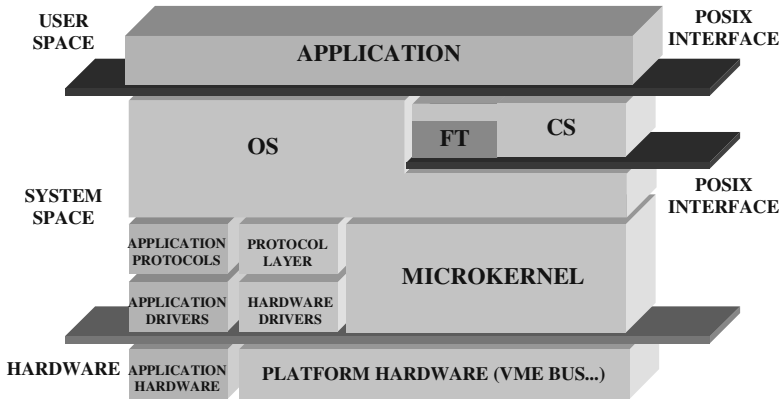 USER
SPACE
POSIX
INTERFACE
APPLICATION
OS
FT
CS
SYSTEM
SPACE
POSIX
INTERFACE
APPLICATION
PROTOCOLS
PROTOCOL
LAYER
MICROKERNEL
APPLICATION
DRIVERS
HARDWARE
DRIVERS
HARDWARE
APPLICATION
HARDWARE
PLATFORM HARDWARE (VME BUS...)